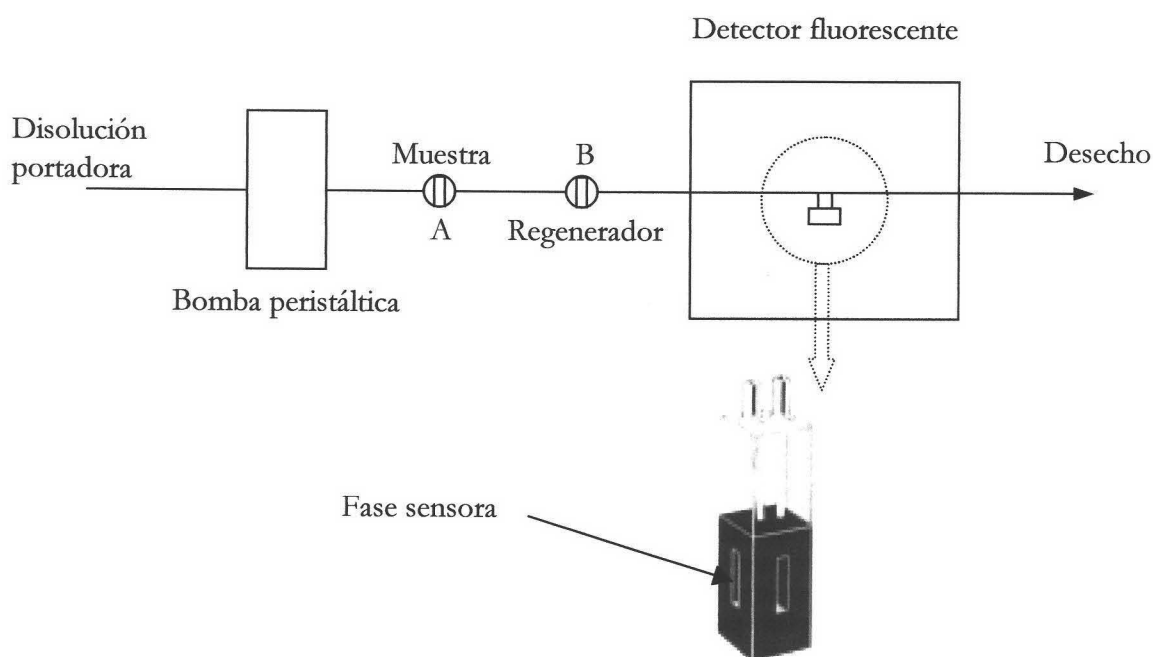 Detector fluorescente
Disolución
portadora
Muestra
A
B
Regenerador
Desecho
Bomba peristáltica
Fase sensora